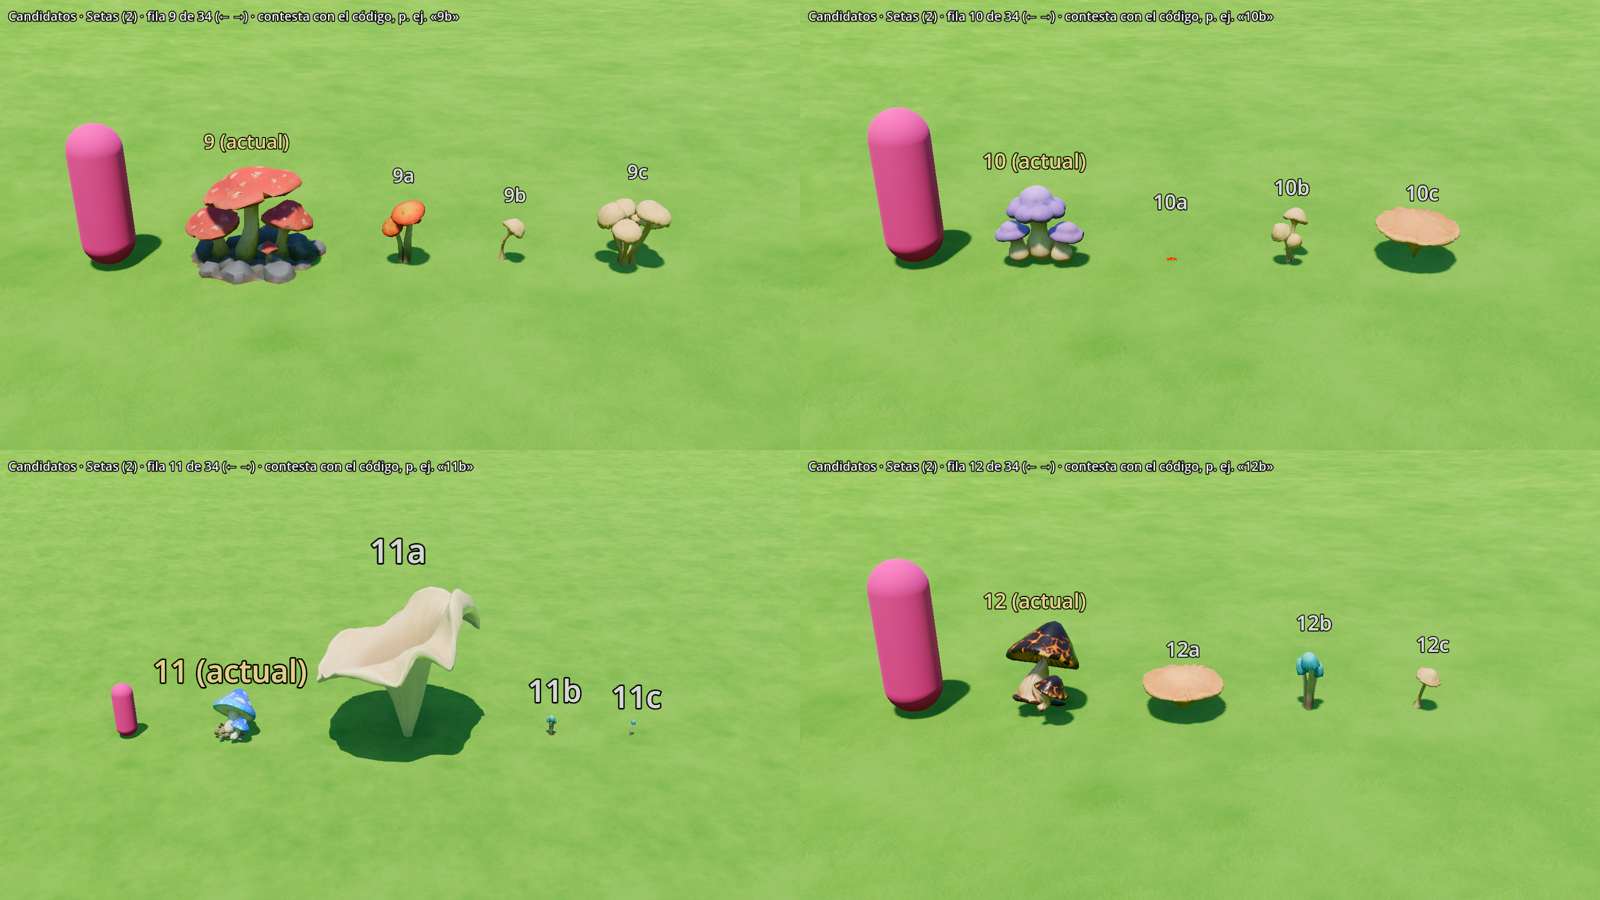 Candidatos · Setas (2) · fila 9 de 34 (← →) · contesta con el código, p. ej. «9b»
9 (actual)
9a
9b
9c
Candidatos · Setas (2) · fila 10 de 34 (← →) · contesta con el código, p. ej. «10b»
10 (actual)
10a
10b
10c
Candidatos · Setas (2) · fila 11 de 34 (← →) · contesta con el código, p. ej. «11b»
11 (actual)
11a
11b
11c
Candidatos · Setas (2) · fila 12 de 34 (← →) · contesta con el código, p. ej. «12b»
12 (actual)
12a
12b
12c